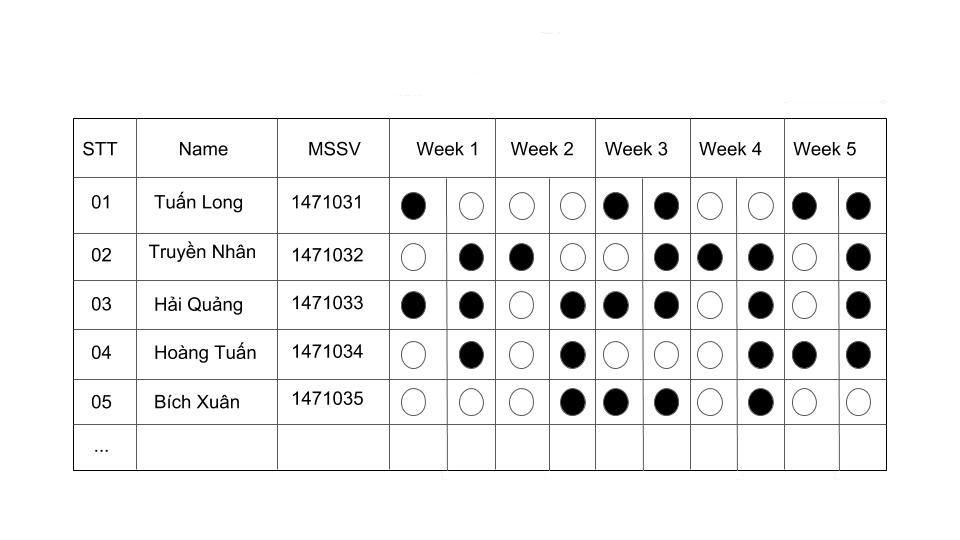 STT Name MSSV Week 1 Week 2 Week 3 Week 4 Week 5
01 Tuấn Long 1471031
02 Truyền Nhân 1471032
03 Hải Quảng 1471033
04 Hoàng Tuấn 1471034
05 Bích Xuân 1471035
...